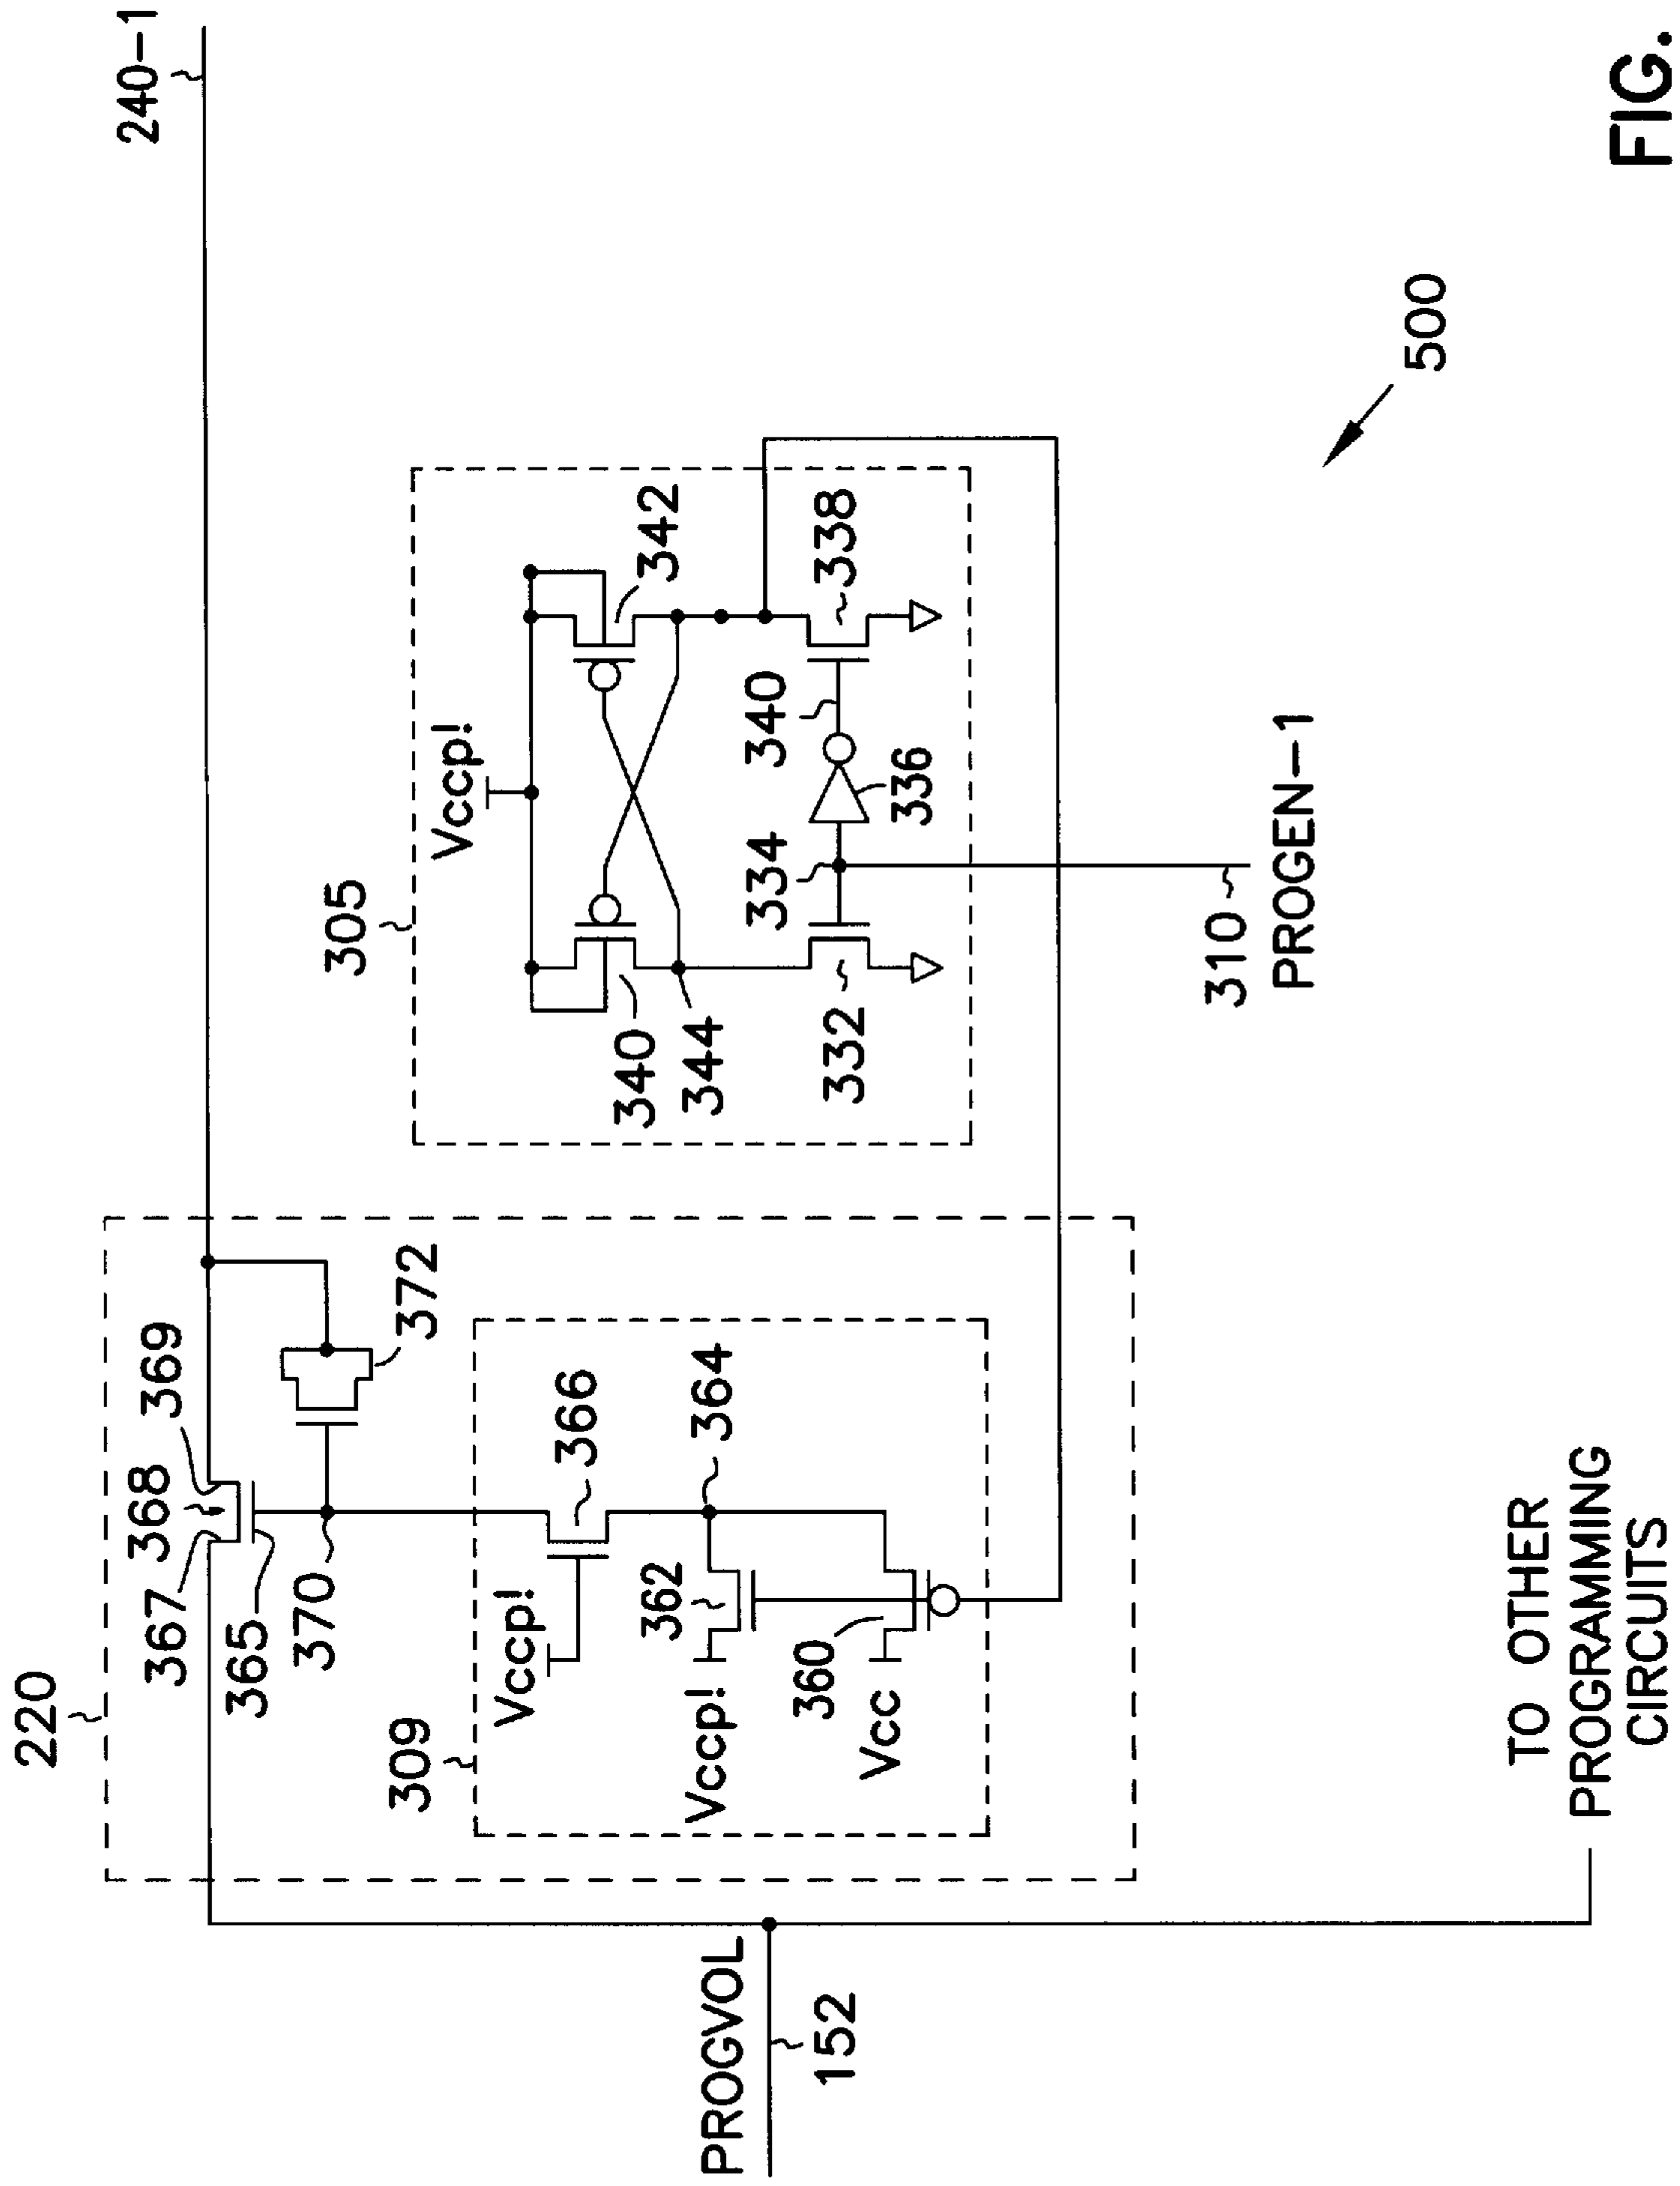 220
367
368
369
365
370
372
309
Vccp!
366
362
364
Vccp!
360
Vcc
PROGVOL
152
TO OTHER
PROGRAMMING
CIRCUITS
240-1
305
Vccp!
342
340
344
334
340
338
332
336
310
PROGEN-1
500
FIG.